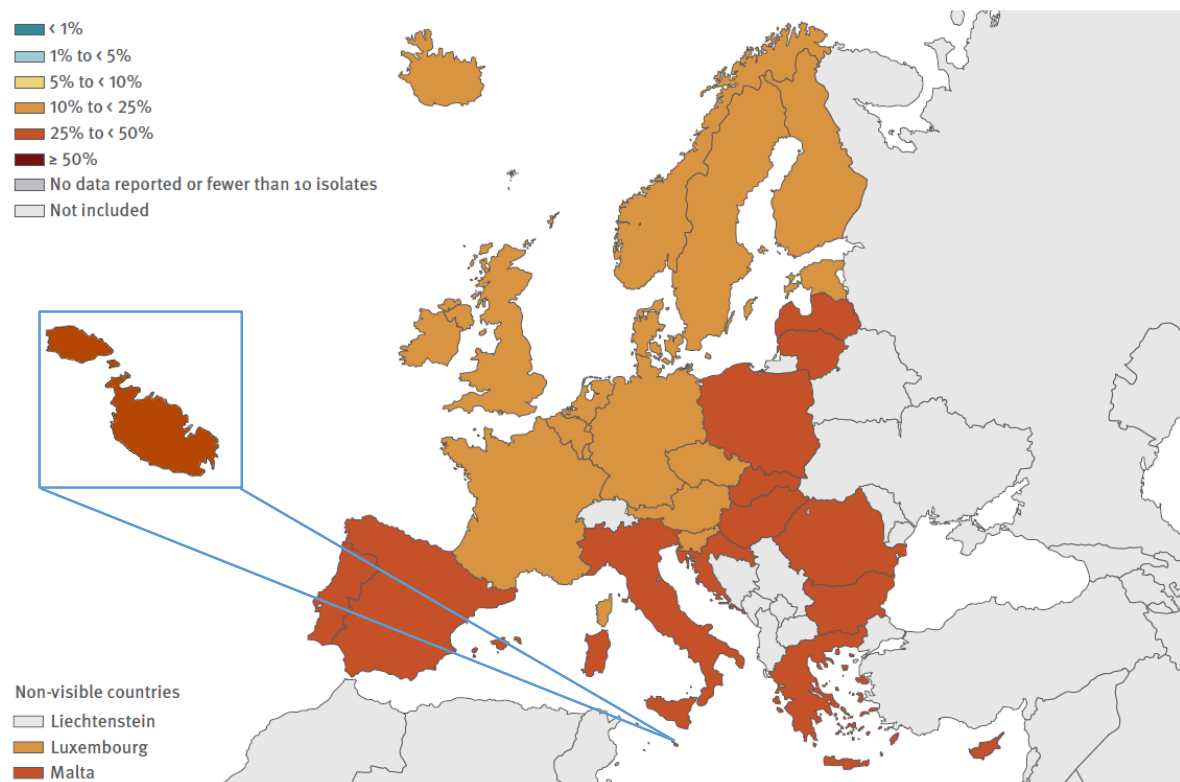 < 1%
1% to < 5%
5% to < 10%
10% to < 25%
25% to < 50%
≥ 50%
No data reported or fewer than 10 isolates
Not included
Non-visible countries
Liechtenstein
Luxembourg
Malta